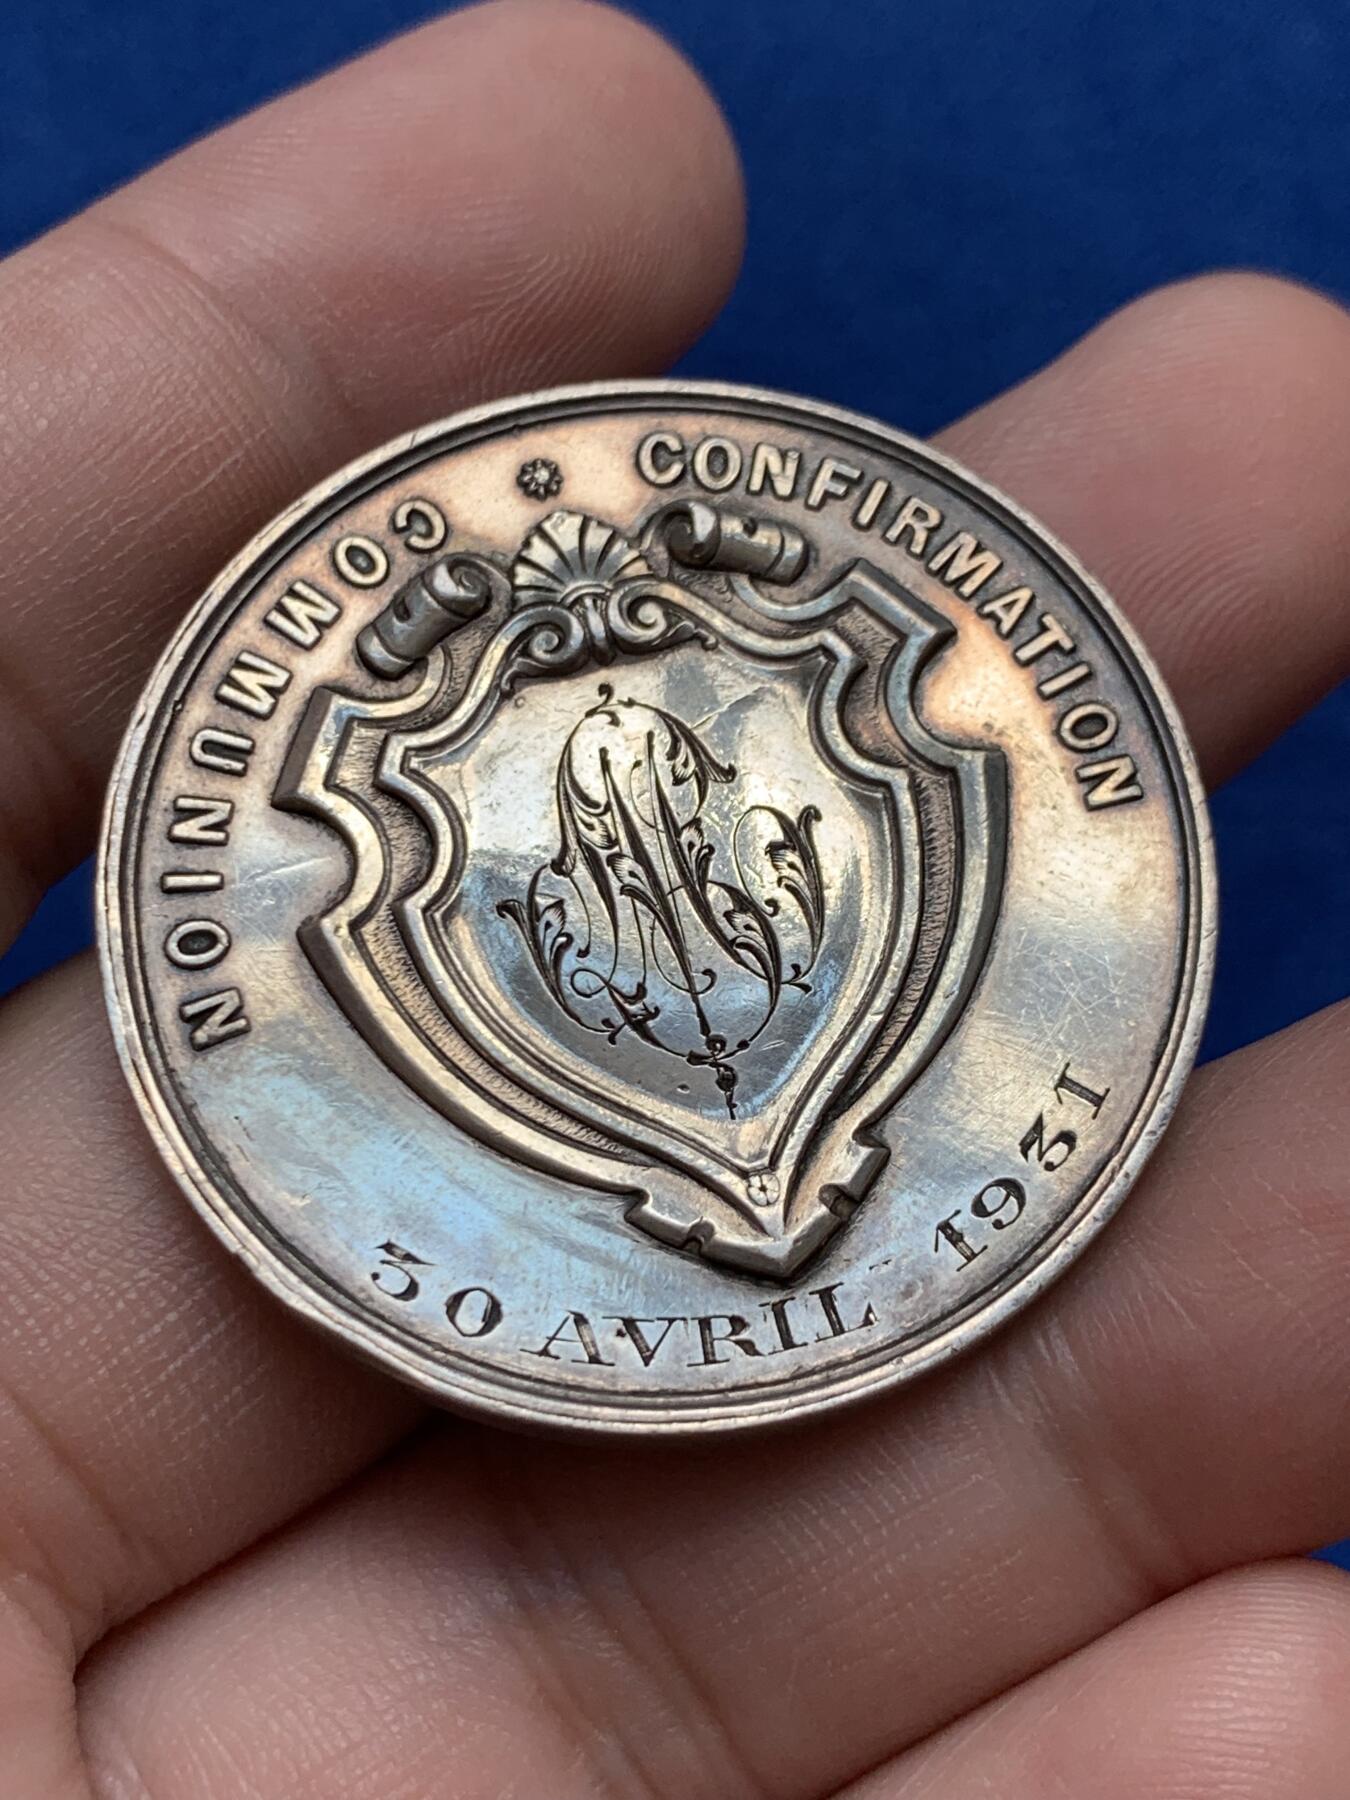 COMMUNION
CONFIRMATION
30 AVRIL 1931